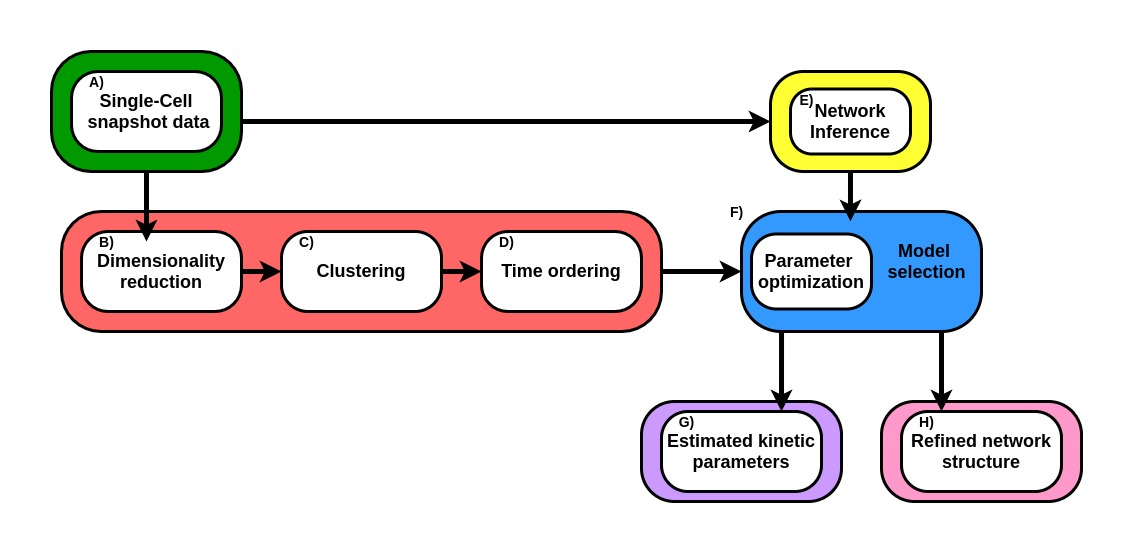 A)
Single-Cell
snapshot data
E)
Network
Inference
B)
Dimensionality
reduction
C)
Clustering
D)
Time ordering
F)
Parameter
optimization
Model
selection
G)
Estimated kinetic
parameters
H)
Refined network
structure